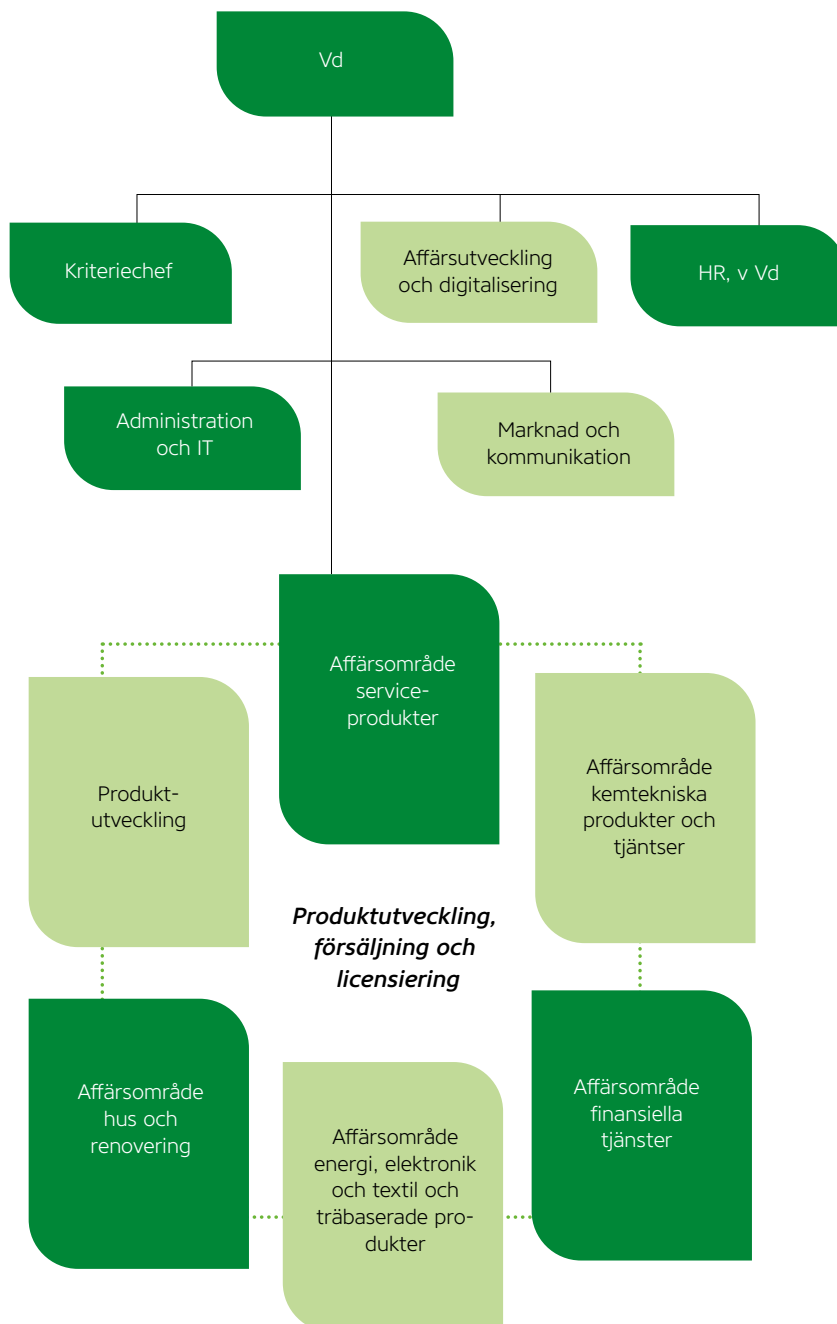 Vd
Kriteriechef
Affärsutveckling
och digitalisering
HR, v Vd
Administration
och IT
Marknad och
kommunikation
Affärsområde
service-
produkter
Produkt-
utveckling
Affärsområde
kemtekniska
produkter och
tjäntser
Produktutveckling,
försäljning och
licensiering
Affärsområde
hus och
renovering
Affärsområde
energi, elektronik
och textil och
träbaserade pro-
dukter
Affärsområde
finansiella
tjänster